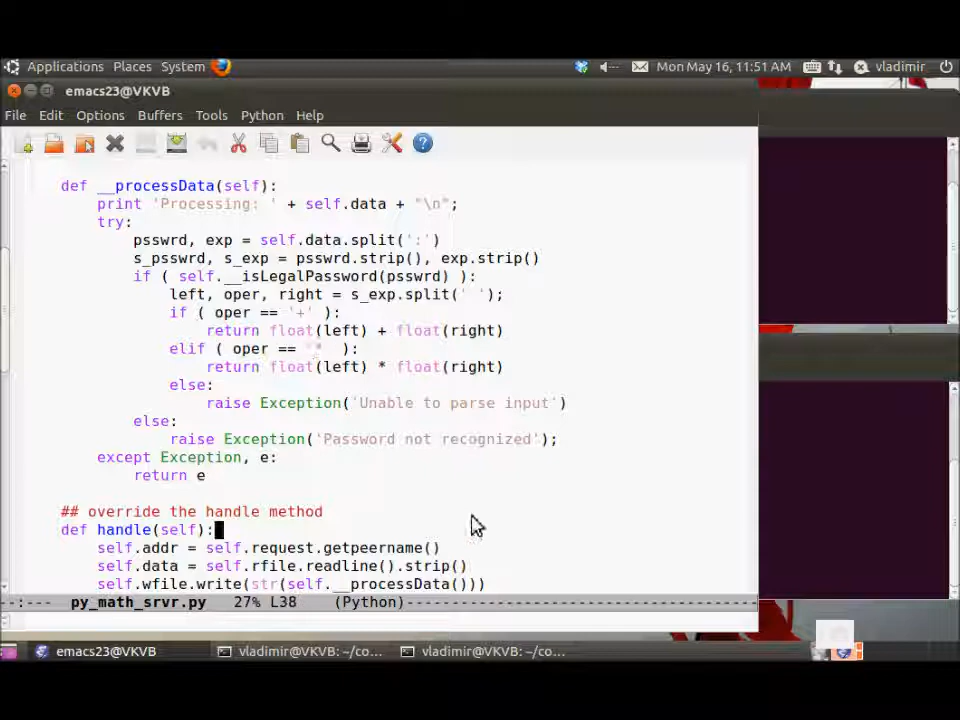 Applications Places System Mon May 16, 11:51 AM vladimir
emacs23@VKVB
File Edit Options Buffers Tools Python Help
def __processData(self):
print 'Processing: ' + self.data + "\n";
try:
psswrd, exp = self.data.split(':')
s_psswrd, s_exp = psswrd.strip(), exp.strip()
if ( self.__isLegalPassword(psswrd) ):
left, oper, right = s_exp.split(' ');
if ( oper == '+' ):
return float(left) + float(right)
elif ( oper == '*' ):
return float(left) * float(right)
else:
raise Exception('Unable to parse input')
else:
raise Exception('Password not recognized');
except Exception, e:
return e
## override the handle method
def handle(self):
self.addr = self.request.getpeername()
self.data = self.rfile.readline().strip()
self.wfile.write(str(self.__processData()))
--:--- py_math_srvr.py 27% L38 (Python)--------------------------------------------
emacs23@VKVB vladimir@VKVB: ~/co... vladimir@VKVB: ~/co...